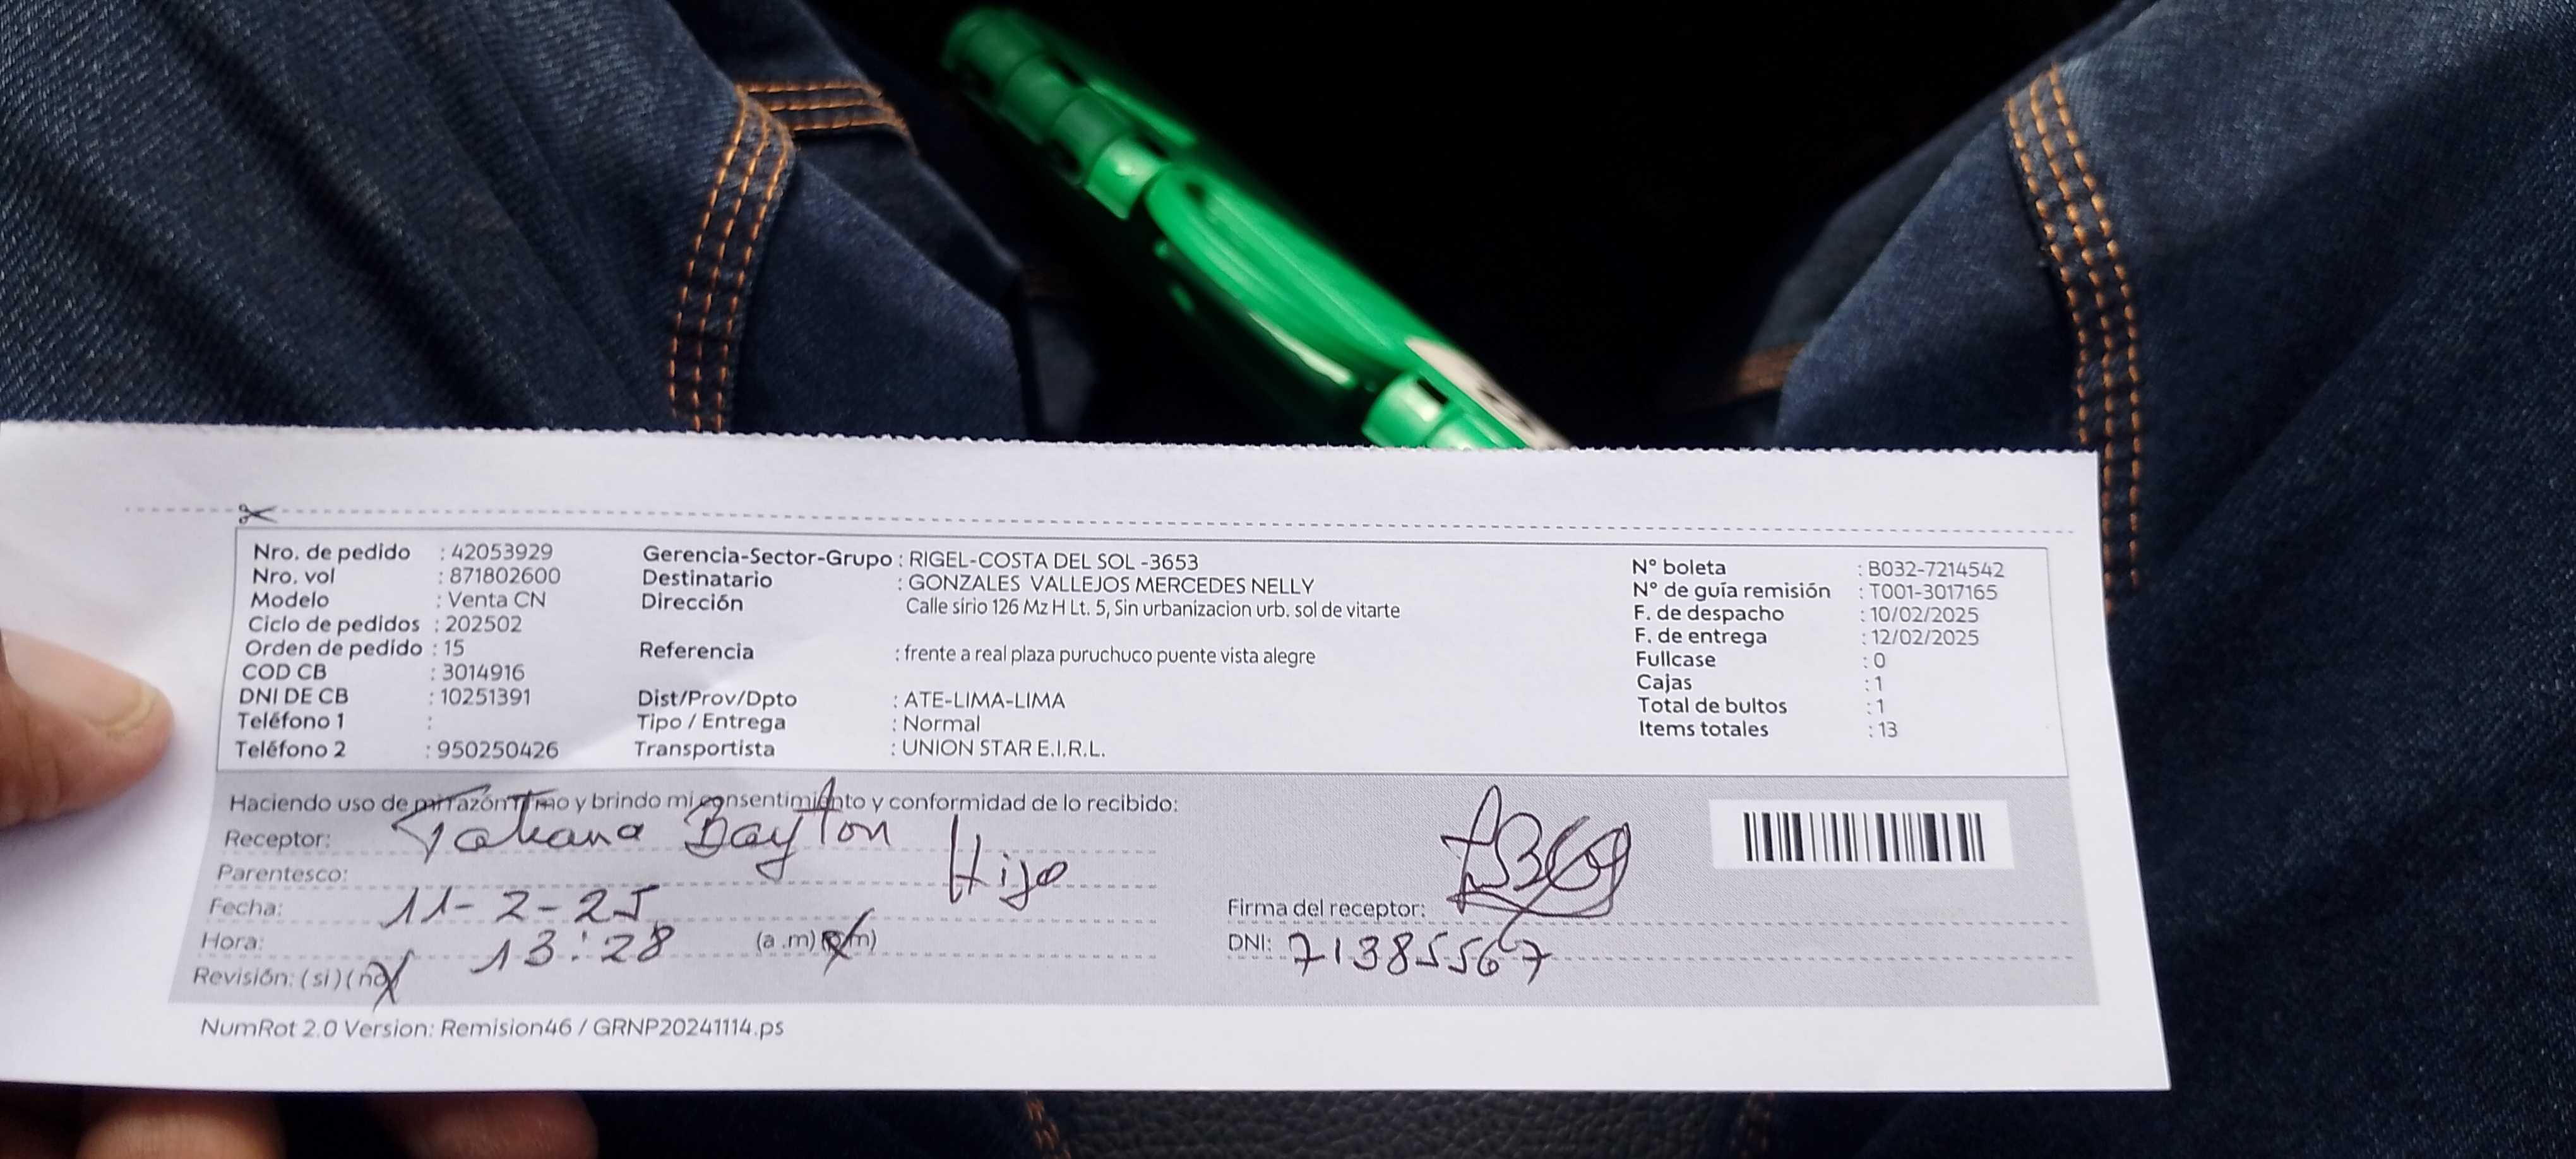 Nro. de pedido : 42053929
Nro. vol : 871802600
Modelo : Venta CN
Ciclo de pedidos : 202502
Orden de pedido : 15
COD CB : 3014916
DNI DE CB : 10251391
Teléfono 1 :
Teléfono 2 : 950250426
Gerencia-Sector-Grupo : RIGEL-COSTA DEL SOL -3653
Destinatario : GONZALES VALLEJOS MERCEDES NELLY
Dirección Calle sirio 126 Mz H Lt. 5, Sin urbanizacion urb. sol de vitarte
Referencia : frente a real plaza puruchuco puente vista alegre
Dist/Prov/Dpto : ATE-LIMA-LIMA
Tipo / Entrega : Normal
Transportista : UNION STAR E.I.R.L.
N° boleta : B032-7214542
N° de guía remisión : T001-3017165
F. de despacho : 10/02/2025
F. de entrega : 12/02/2025
Fullcase : 0
Cajas : 1
Total de bultos : 1
Items totales : 13
Haciendo uso de mi razón firmo y brindo mi consentimiento y conformidad de lo recibido:
Receptor: Tatiana Bayton
Parentesco: Hijo
Fecha: 11-2-25
Hora: 13:28 (a .m) (p/m)
Revisión: (si) (no)
Firma del receptor:
DNI: 71385567
NumRot 2.0 Version: Remision46 / GRNP20241114.ps